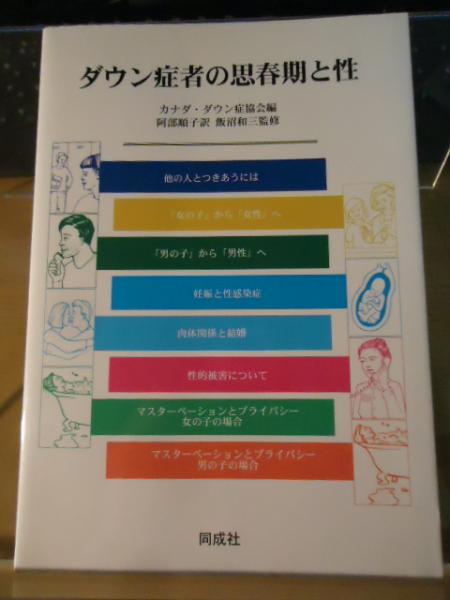 ダウン症者の思春期と性
カナダ・ダウン症協会編
阿部順子訳 飯沼和三監修
他の人とつきあうには
「女の子」から「女性」へ
「男の子」から「男性」へ
妊娠と性感染症
肉体関係と結婚
性的被害について
マスターベーションとプライバシー
女の子の場合
マスターベーションとプライバシー
男の子の場合
同成社